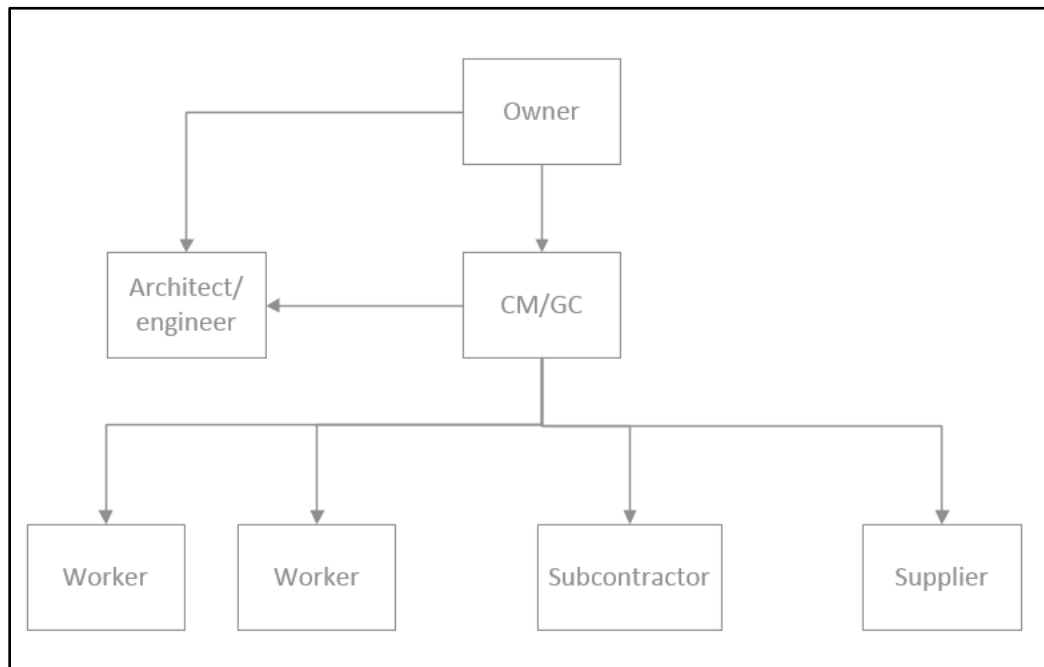 Owner
Architect/
engineer
CM/GC
Worker
Worker
Subcontractor
Supplier